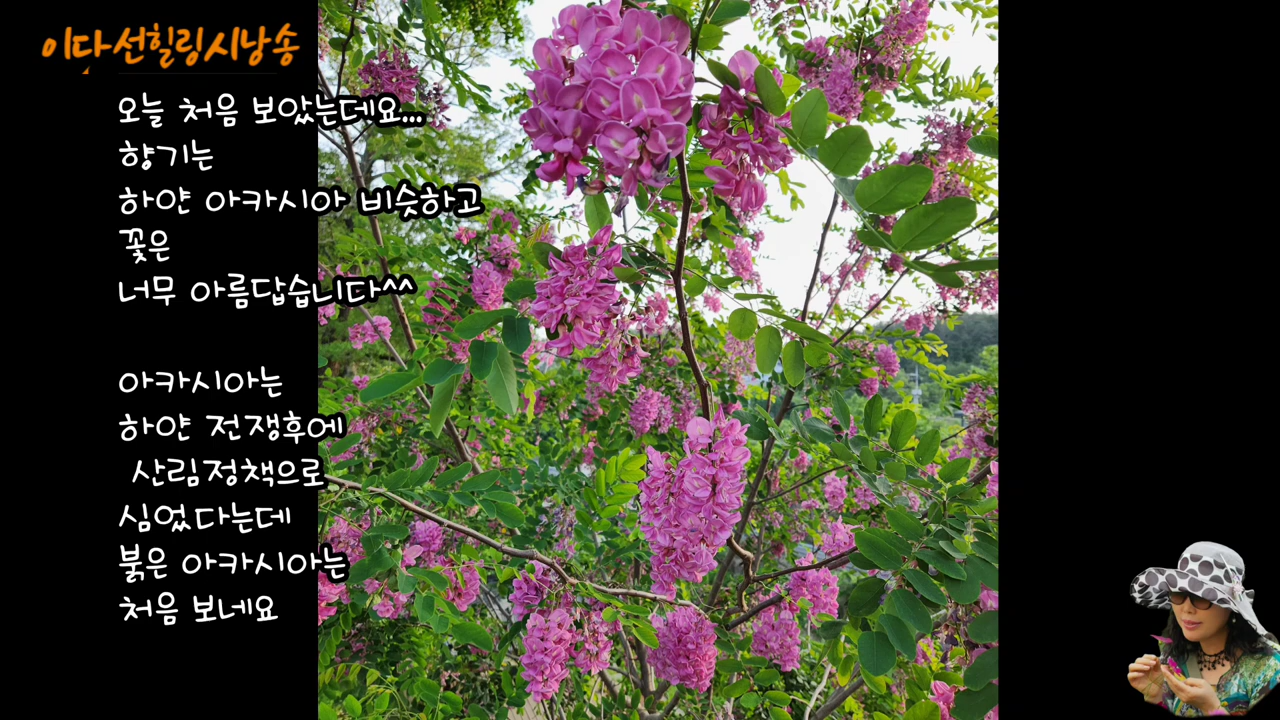 이다선힐링시낭송
오늘 처음 보았는데요...
향기는
하얀 아카시아 비슷하고
꽃은
너무 아름답습니다^^
아카시아는
하얀 전쟁후에
산림정책으로
심었다는데
붉은 아카시아는
처음 보네요